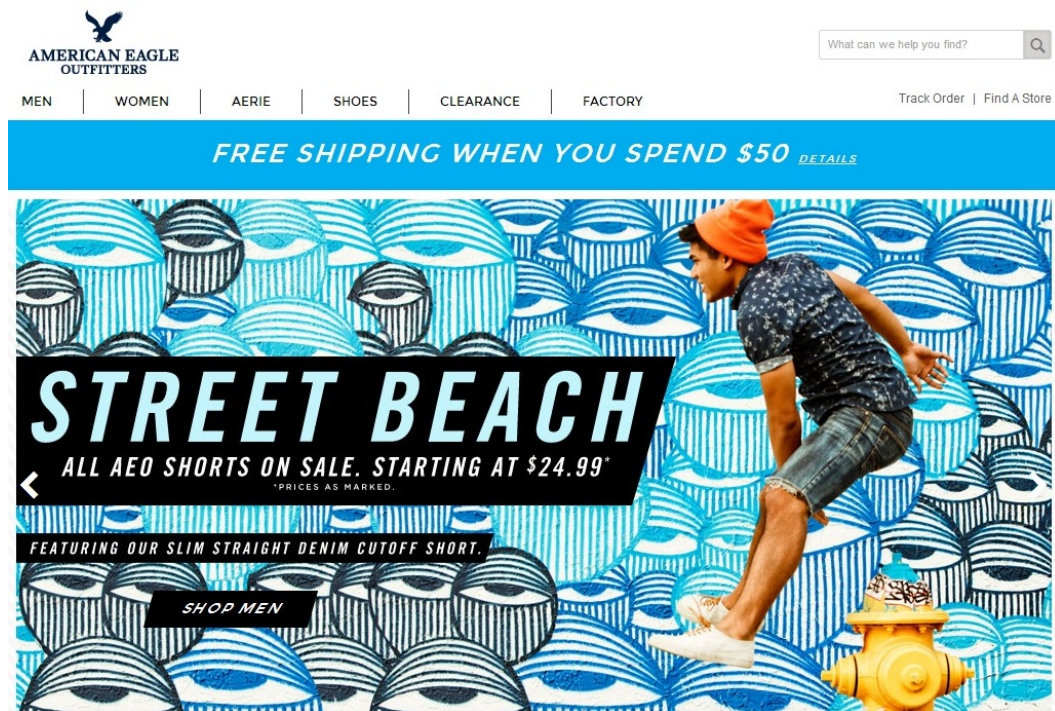 AMERICAN EAGLE
OUTFITTERS
What can we help you find?
MEN
WOMEN
AERIE
SHOES
CLEARANCE
FACTORY
Track Order | Find A Store
FREE SHIPPING WHEN YOU SPEND $50 DETAILS
STREET BEACH
ALL AEO SHORTS ON SALE. STARTING AT $24.99*
*PRICES AS MARKED.
FEATURING OUR SLIM STRAIGHT DENIM CUTOFF SHORT.
SHOP MEN